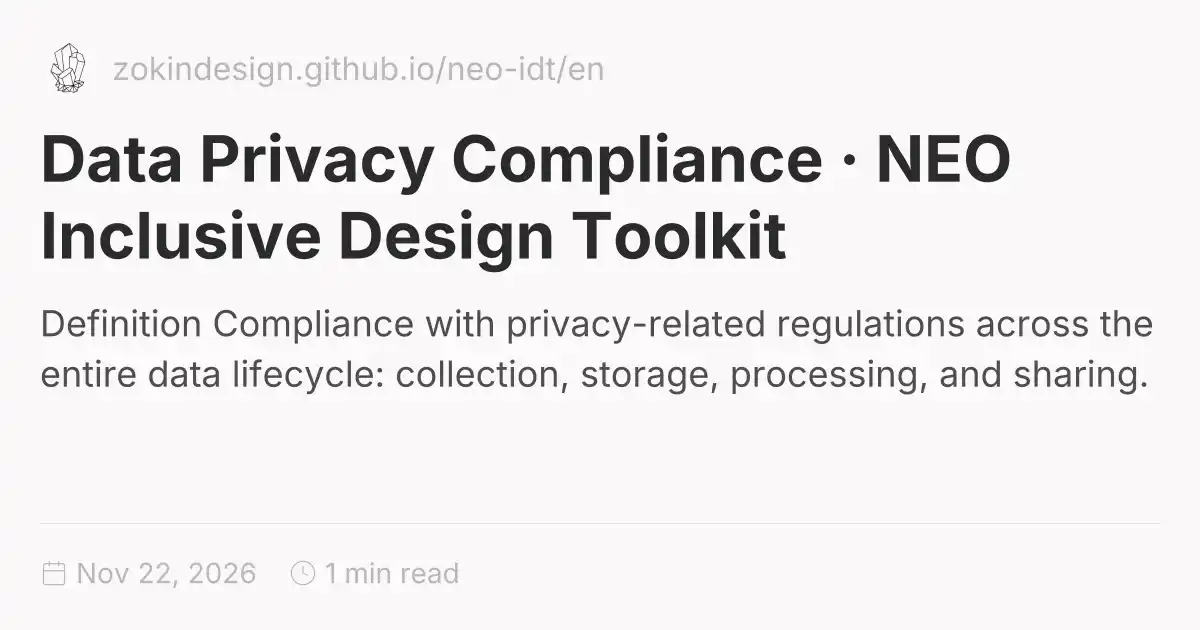 zokindesign.github.io/neo-idt/en
Data Privacy Compliance · NEO
Inclusive Design Toolkit
Definition Compliance with privacy-related regulations across the
entire data lifecycle: collection, storage, processing, and sharing.
Nov 22, 2026 1 min read